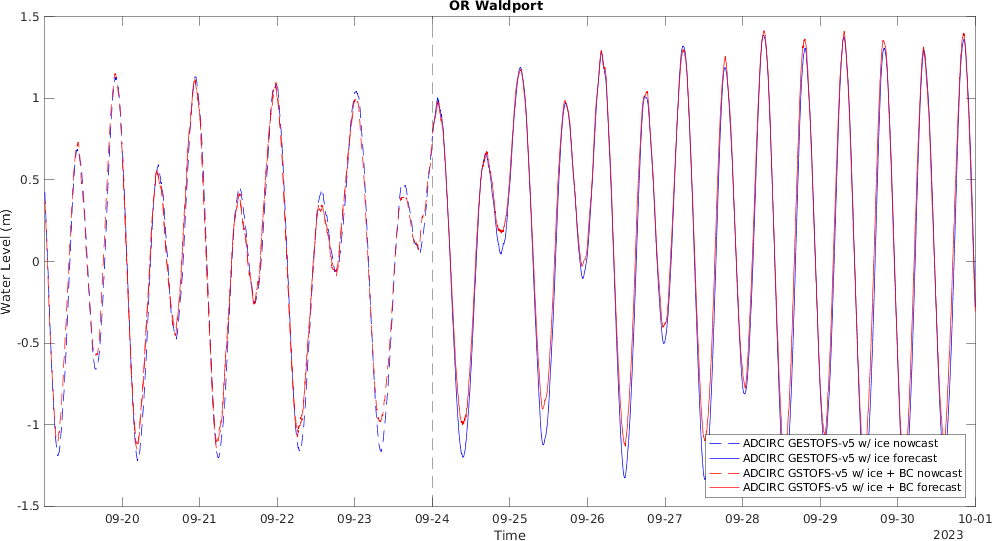 OR Waldport
1.5
1
0.5
0
-0.5
-1
-1.5
Water Level (m)
09-20 09-21 09-22 09-23 09-24 09-25 09-26 09-27 09-28 09-29 09-30 10-01
Time
2023
ADCIRC GESTOFS-v5 w/ ice nowcast
ADCIRC GESTOFS-v5 w/ ice forecast
ADCIRC GSTOFS-v5 w/ ice + BC nowcast
ADCIRC GSTOFS-v5 w/ ice + BC forecast